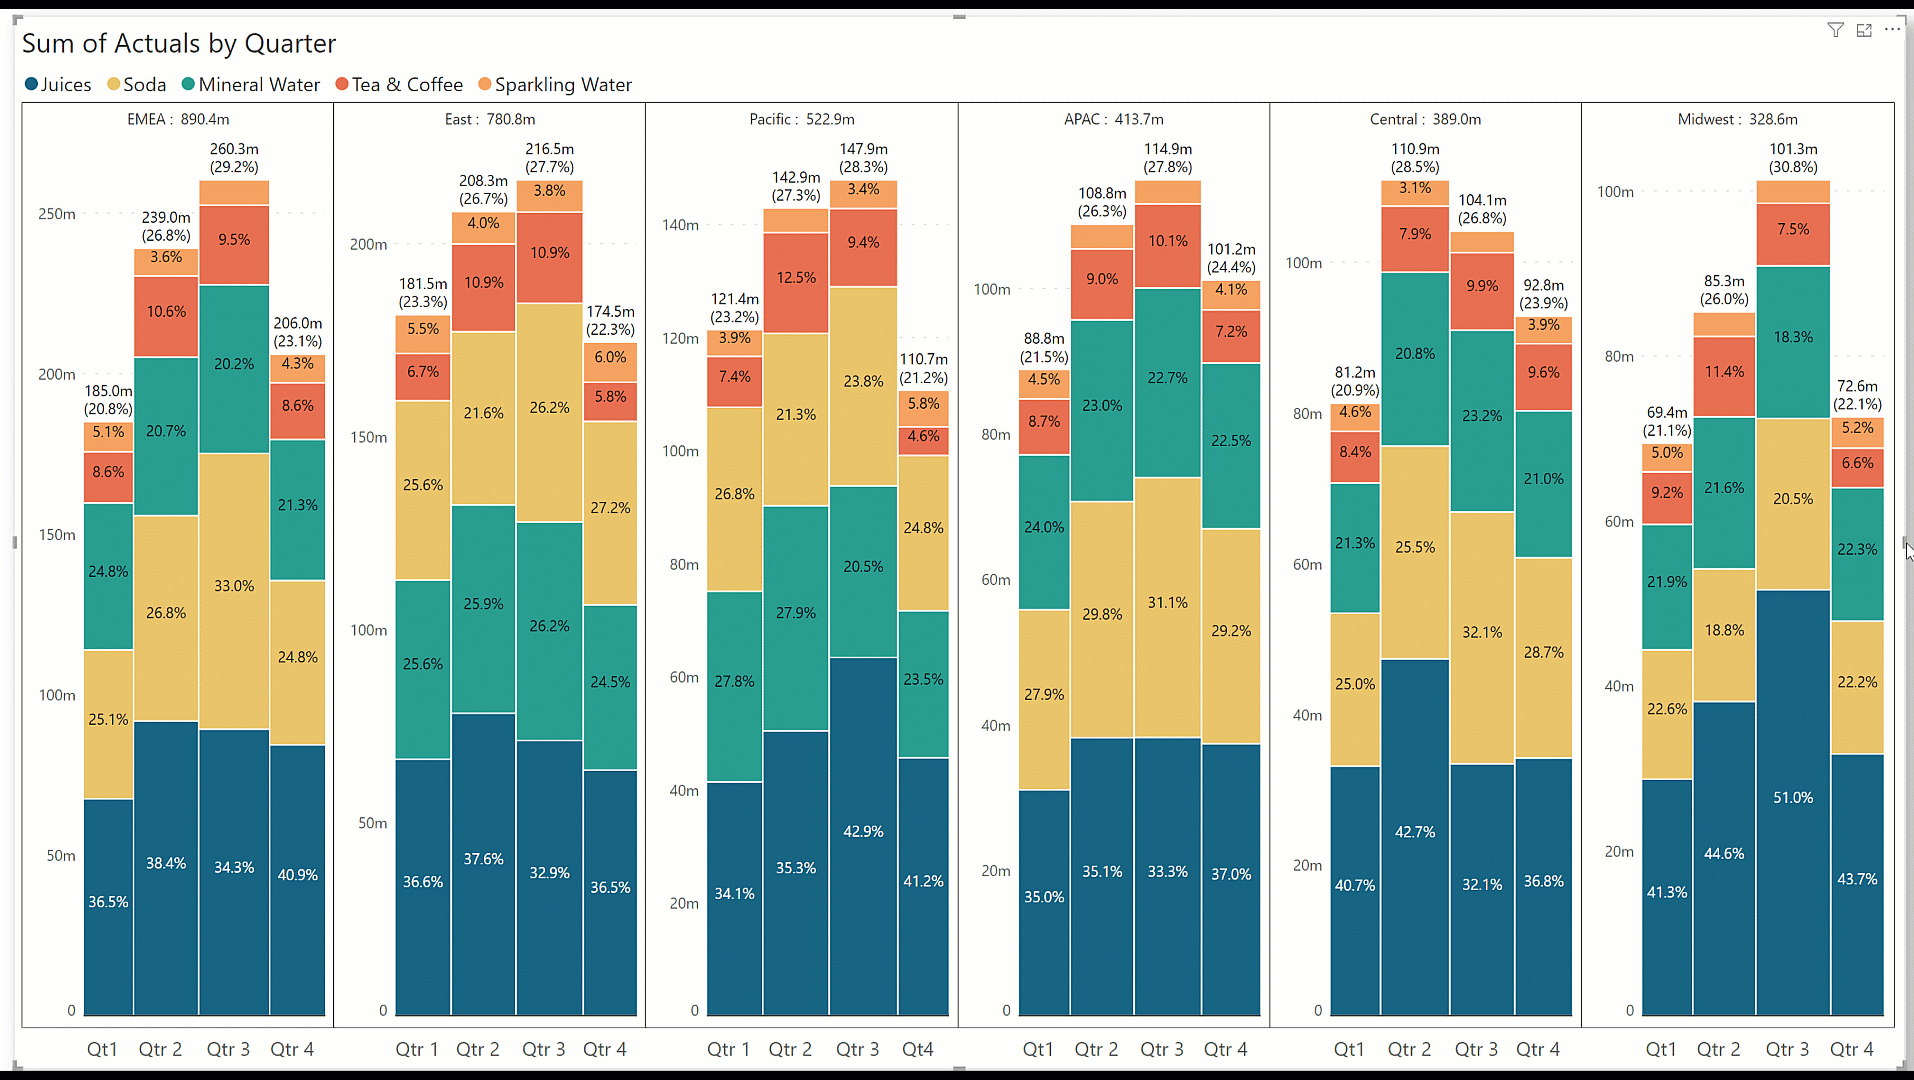 Sum of Actuals by Quarter
Juices Soda Mineral Water Tea & Coffee Sparkling Water
EMEA : 890.4m
250m
200m
150m
100m
50m
0
185.0m
(20.8%)
5.1%
8.6%
24.8%
25.1%
36.5%
239.0m
(26.8%)
3.6%
10.6%
20.7%
26.8%
38.4%
260.3m
(29.2%)
9.5%
20.2%
33.0%
34.3%
206.0m
(23.1%)
4.3%
8.6%
21.3%
24.8%
40.9%
Qt1 Qtr 2 Qtr 3 Qtr 4
East : 780.8m
200m
150m
100m
50m
0
181.5m
(23.3%)
5.5%
6.7%
25.6%
25.6%
36.6%
208.3m
(26.7%)
4.0%
10.9%
21.6%
25.9%
37.6%
216.5m
(27.7%)
3.8%
10.9%
26.2%
26.2%
32.9%
174.5m
(22.3%)
6.0%
5.8%
27.2%
24.5%
36.5%
Qtr 1 Qtr 2 Qtr 3 Qtr 4
Pacific : 522.9m
140m
120m
100m
80m
60m
40m
20m
0
121.4m
(23.2%)
3.9%
7.4%
26.8%
27.8%
34.1%
142.9m
(27.3%)
12.5%
21.3%
27.9%
35.3%
147.9m
(28.3%)
3.4%
9.4%
23.8%
20.5%
42.9%
110.7m
(21.2%)
5.8%
4.6%
24.8%
23.5%
41.2%
Qtr 1 Qtr 2 Qtr 3 Qt4
APAC : 413.7m
100m
80m
60m
40m
20m
0
88.8m
(21.5%)
4.5%
8.7%
24.0%
27.9%
35.0%
108.8m
(26.3%)
9.0%
23.0%
29.8%
35.1%
114.9m
(27.8%)
10.1%
22.7%
31.1%
33.3%
101.2m
(24.4%)
4.1%
7.2%
22.5%
29.2%
37.0%
Qt1 Qtr 2 Qtr 3 Qtr 4
Central : 389.0m
100m
80m
60m
40m
20m
0
81.2m
(20.9%)
4.6%
8.4%
21.3%
25.0%
40.7%
110.9m
(28.5%)
3.1%
7.9%
20.8%
25.5%
42.7%
104.1m
(26.8%)
9.9%
23.2%
32.1%
32.1%
92.8m
(23.9%)
3.9%
9.6%
21.0%
28.7%
36.8%
Qt1 Qtr 2 Qtr 3 Qtr 4
Midwest : 328.6m
100m
80m
60m
40m
20m
0
69.4m
(21.1%)
5.0%
9.2%
21.9%
22.6%
41.3%
85.3m
(26.0%)
11.4%
21.6%
18.8%
44.6%
101.3m
(30.8%)
7.5%
18.3%
20.5%
51.0%
72.6m
(22.1%)
5.2%
6.6%
22.3%
22.2%
43.7%
Qt1 Qtr 2 Qtr 3 Qtr 4